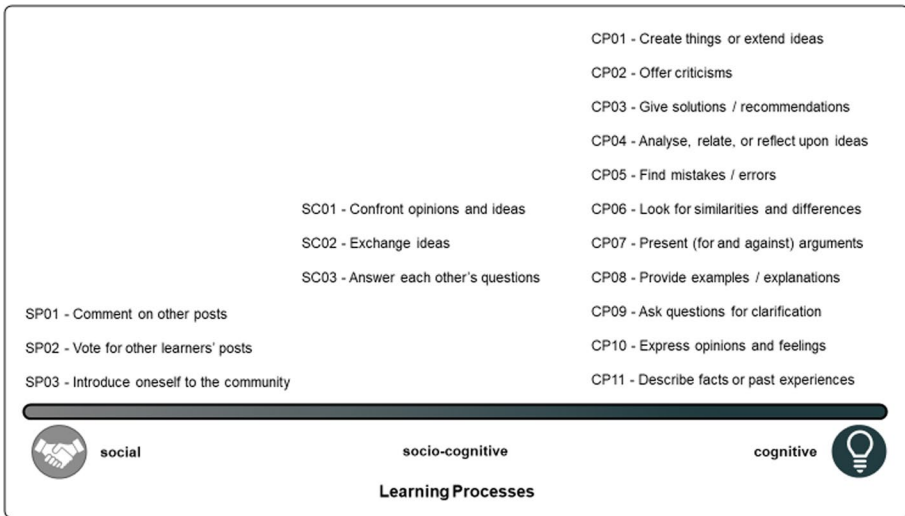 CP01 - Create things or extend ideas
CP02 - Offer criticisms
CP03 - Give solutions / recommendations
CP04 - Analyse, relate, or reflect upon ideas
CP05 - Find mistakes / errors
SC01 - Confront opinions and ideas
CP06 - Look for similarities and differences
SC02 - Exchange ideas
CP07 - Present (for and against) arguments
SC03 - Answer each other's questions
CP08 - Provide examples / explanations
SP01 - Comment on other posts
CP09 - Ask questions for clarification
SP02 - Vote for other learners' posts
CP10 - Express opinions and feelings
SP03 - Introduce oneself to the community
CP11 - Describe facts or past experiences
social
socio-cognitive
cognitive
Learning Processes